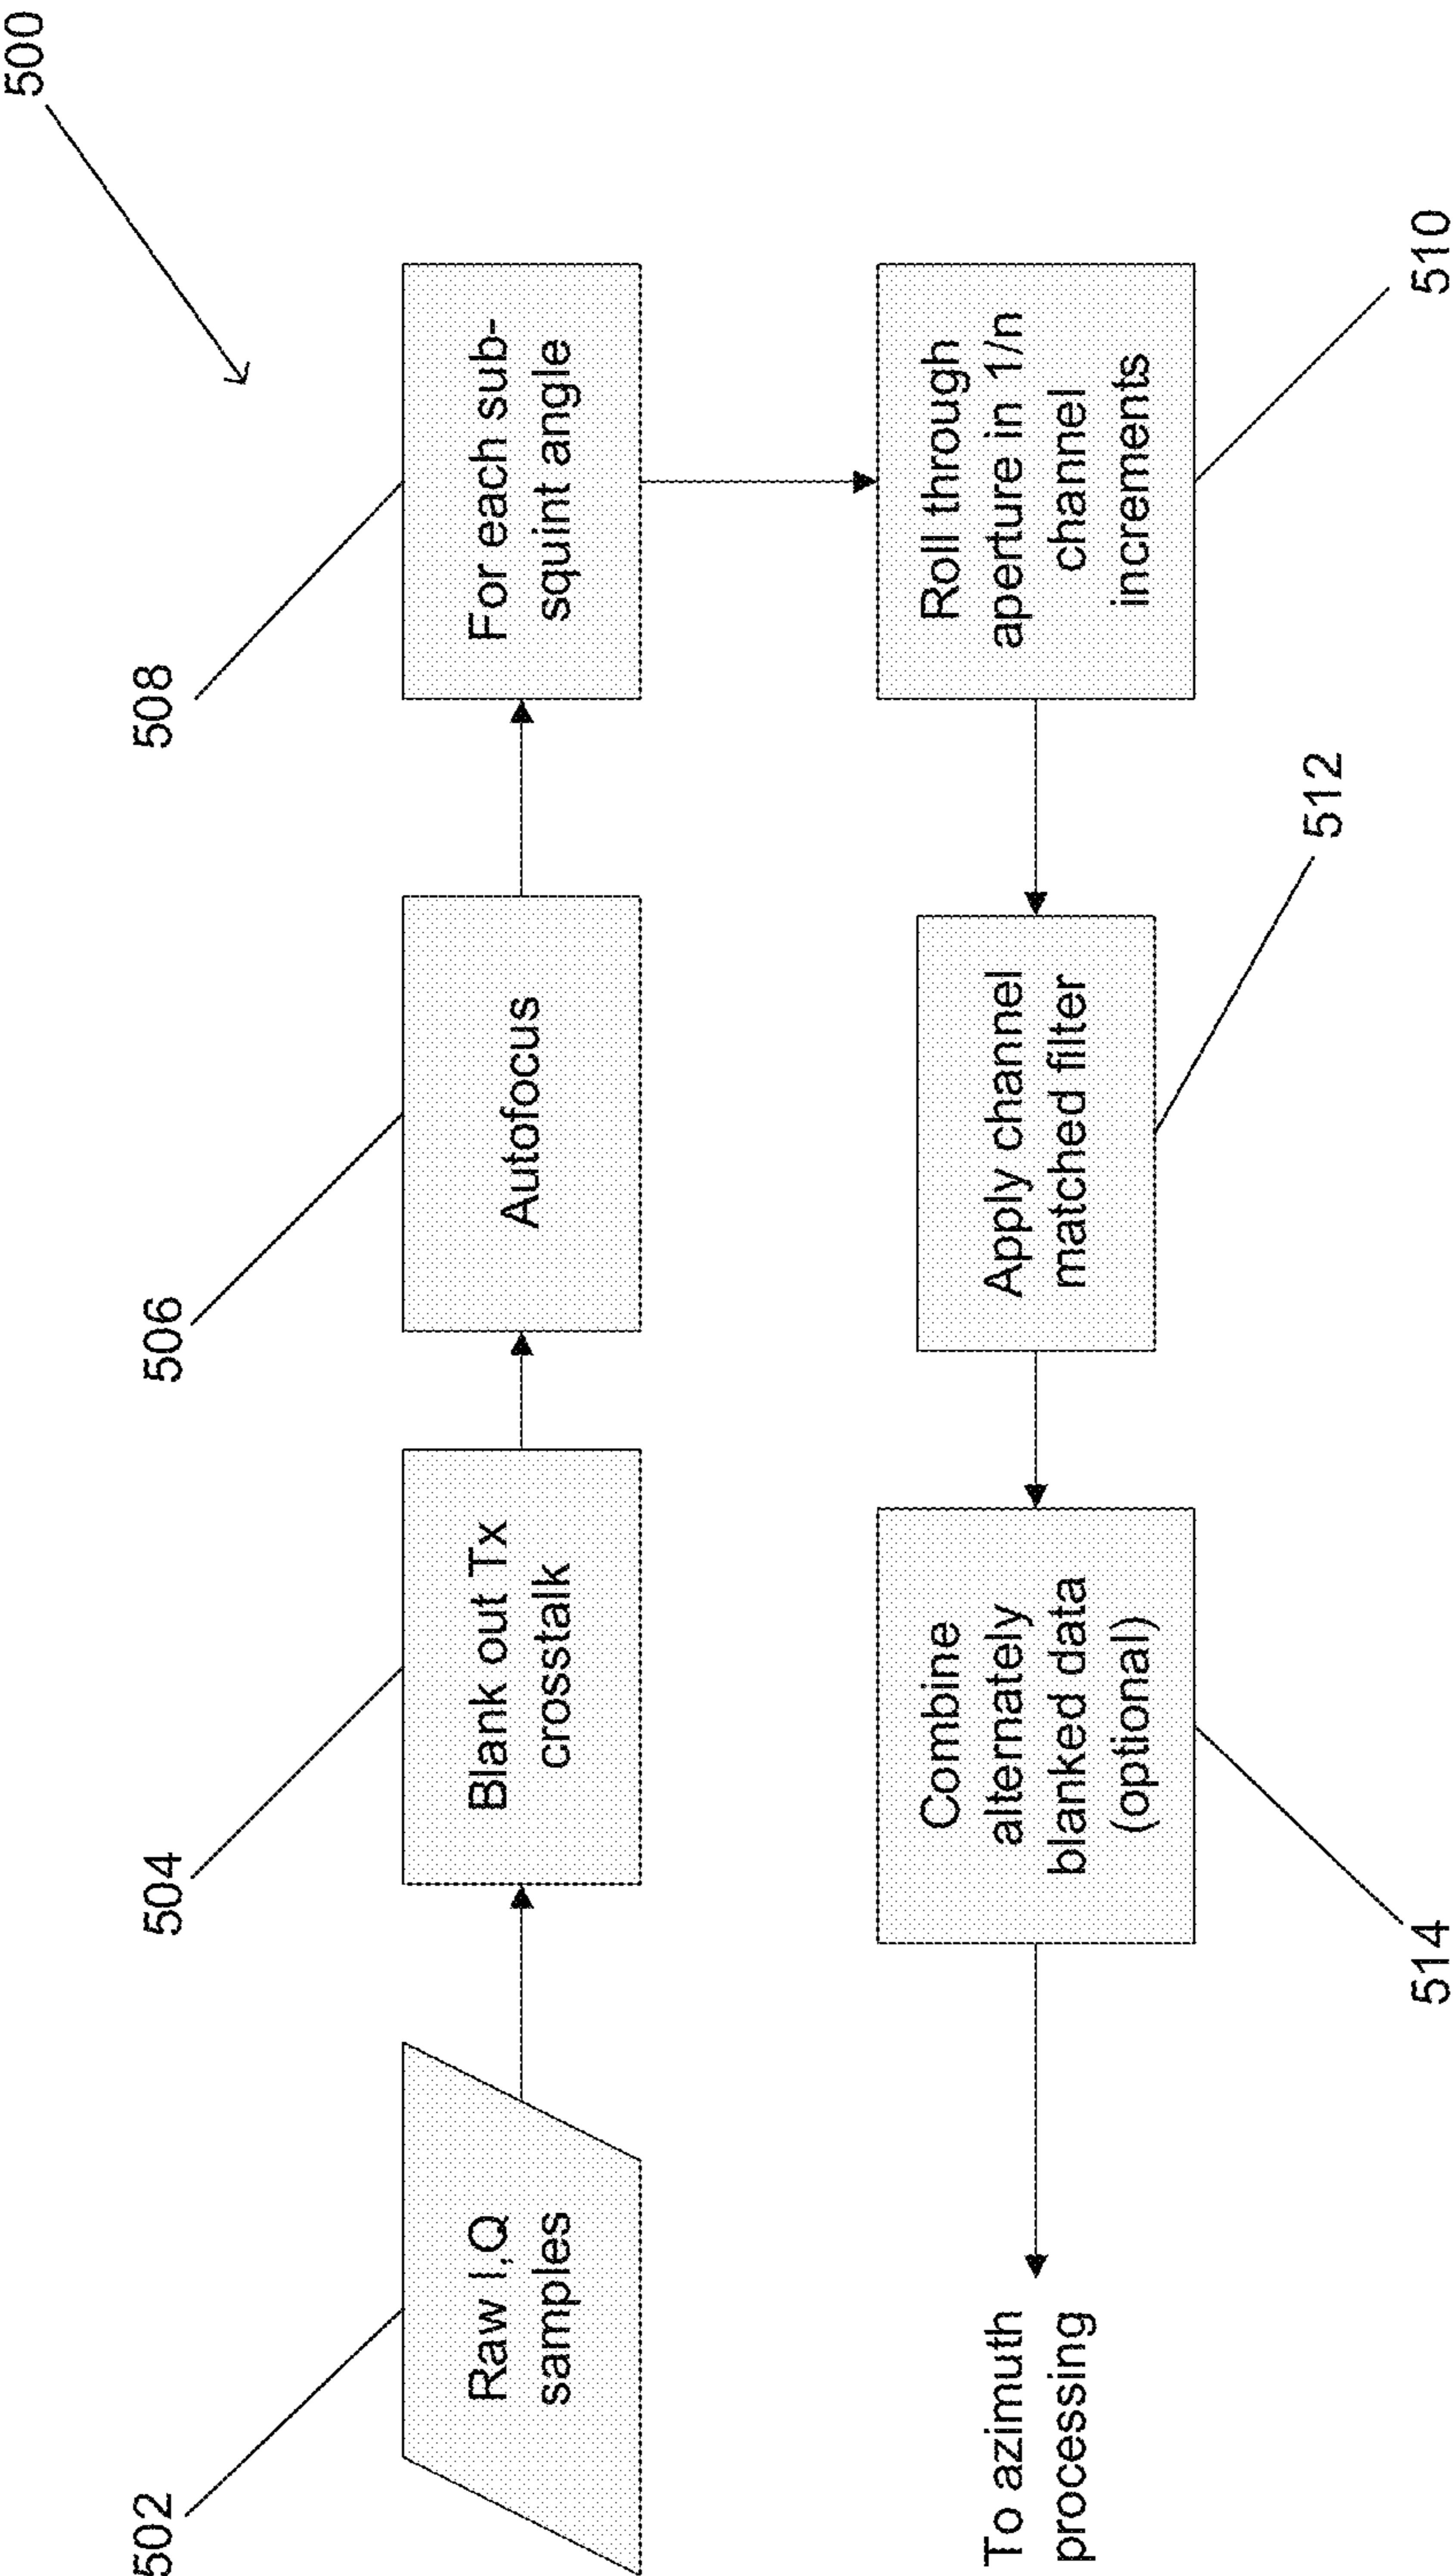 500
502
504
506
508
Raw I,Q
samples
Blank out Tx
crosstalk
Autofocus
For each sub-
squint angle
To azimuth
processing
Combine
alternately
blanked data
(optional)
Apply channel
matched filter
Roll through
aperture in 1/n
channel
increments
514
512
510